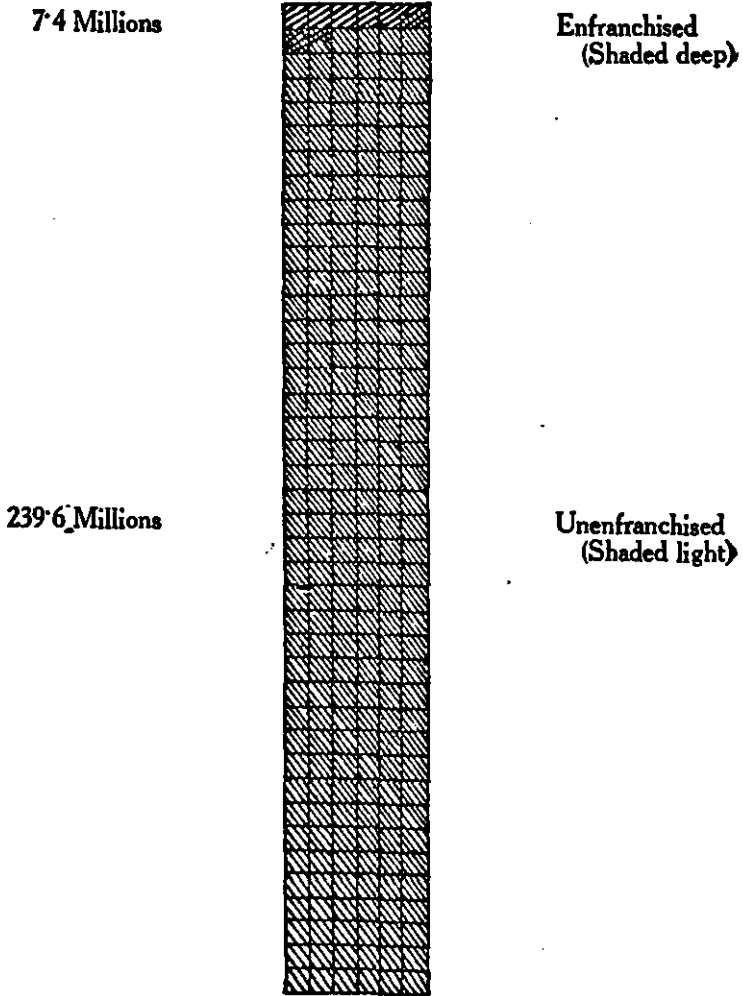 7·4 Millions
Enfranchised
(Shaded deep)
239·6 Millions
Unenfranchised
(Shaded light)